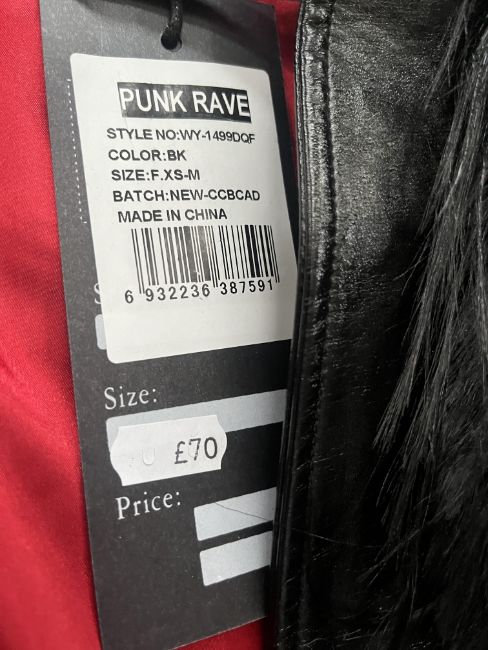 PUNK RAVE
STYLE NO:WY-1499DQF
COLOR:BK
SIZE:F.XS-M
BATCH:NEW-CCBCAD
MADE IN CHINA
6 932236 387591
Size:
£70
Price: